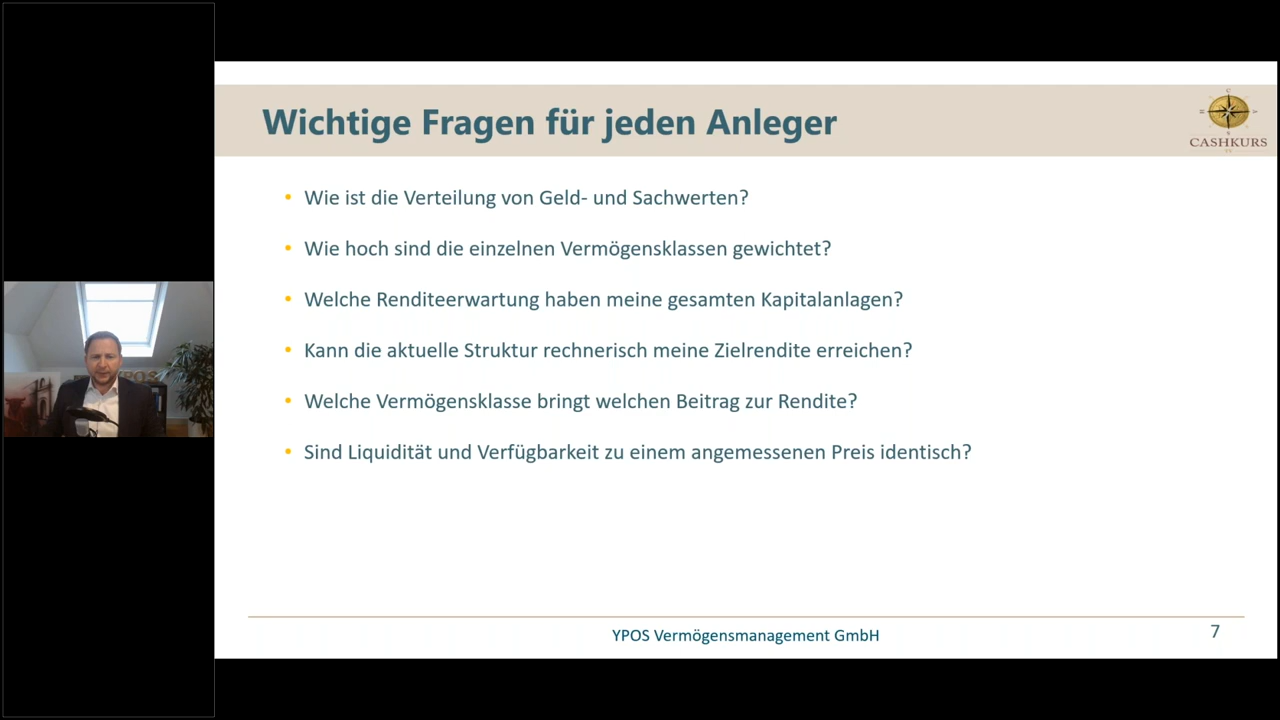 Wichtige Fragen für jeden Anleger
CASHKURS
• Wie ist die Verteilung von Geld- und Sachwerten?
• Wie hoch sind die einzelnen Vermögensklassen gewichtet?
• Welche Renditeerwartung haben meine gesamten Kapitalanlagen?
• Kann die aktuelle Struktur rechnerisch meine Zielrendite erreichen?
• Welche Vermögensklasse bringt welchen Beitrag zur Rendite?
• Sind Liquidität und Verfügbarkeit zu einem angemessenen Preis identisch?
YPOS Vermögensmanagement GmbH
7